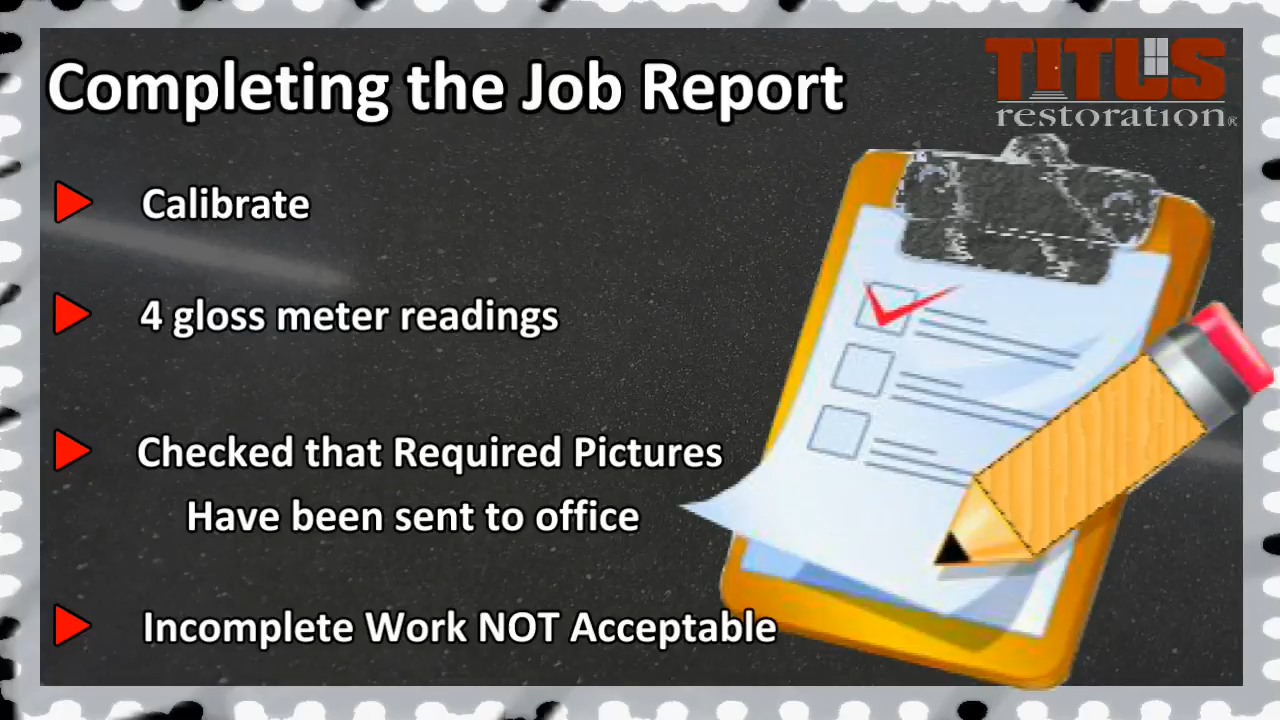 Completing the Job Report
TITUS
restoration®
Calibrate
4 gloss meter readings
Checked that Required Pictures
Have been sent to office
Incomplete Work NOT Acceptable